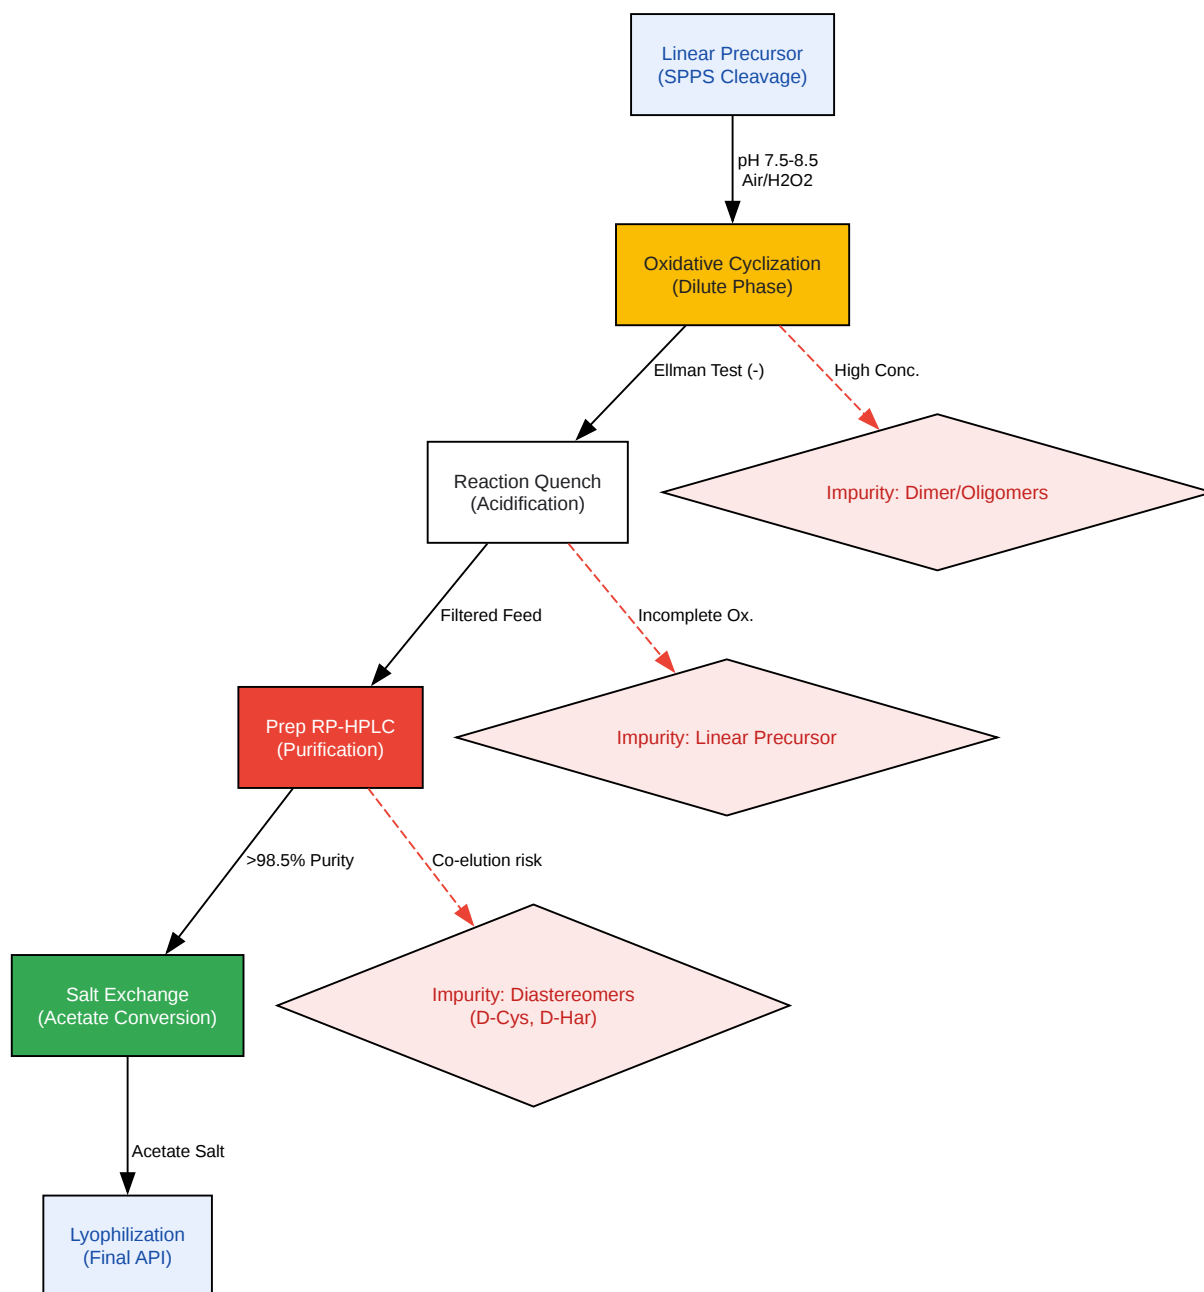 Linear Precursor
(SPPS Cleavage)
pH 7.5-8.5
Air/H2O2
Oxidative Cyclization
(Dilute Phase)
Ellman Test (-)
High Conc.
Reaction Quench
(Acidification)
Impurity: Dimer/Oligomers
Filtered Feed
Incomplete Ox.
Prep RP-HPLC
(Purification)
Impurity: Linear Precursor
>98.5% Purity
Co-elution risk
Salt Exchange
(Acetate Conversion)
Impurity: Diastereomers
(D-Cys, D-Har)
Acetate Salt
Lyophilization
(Final API)